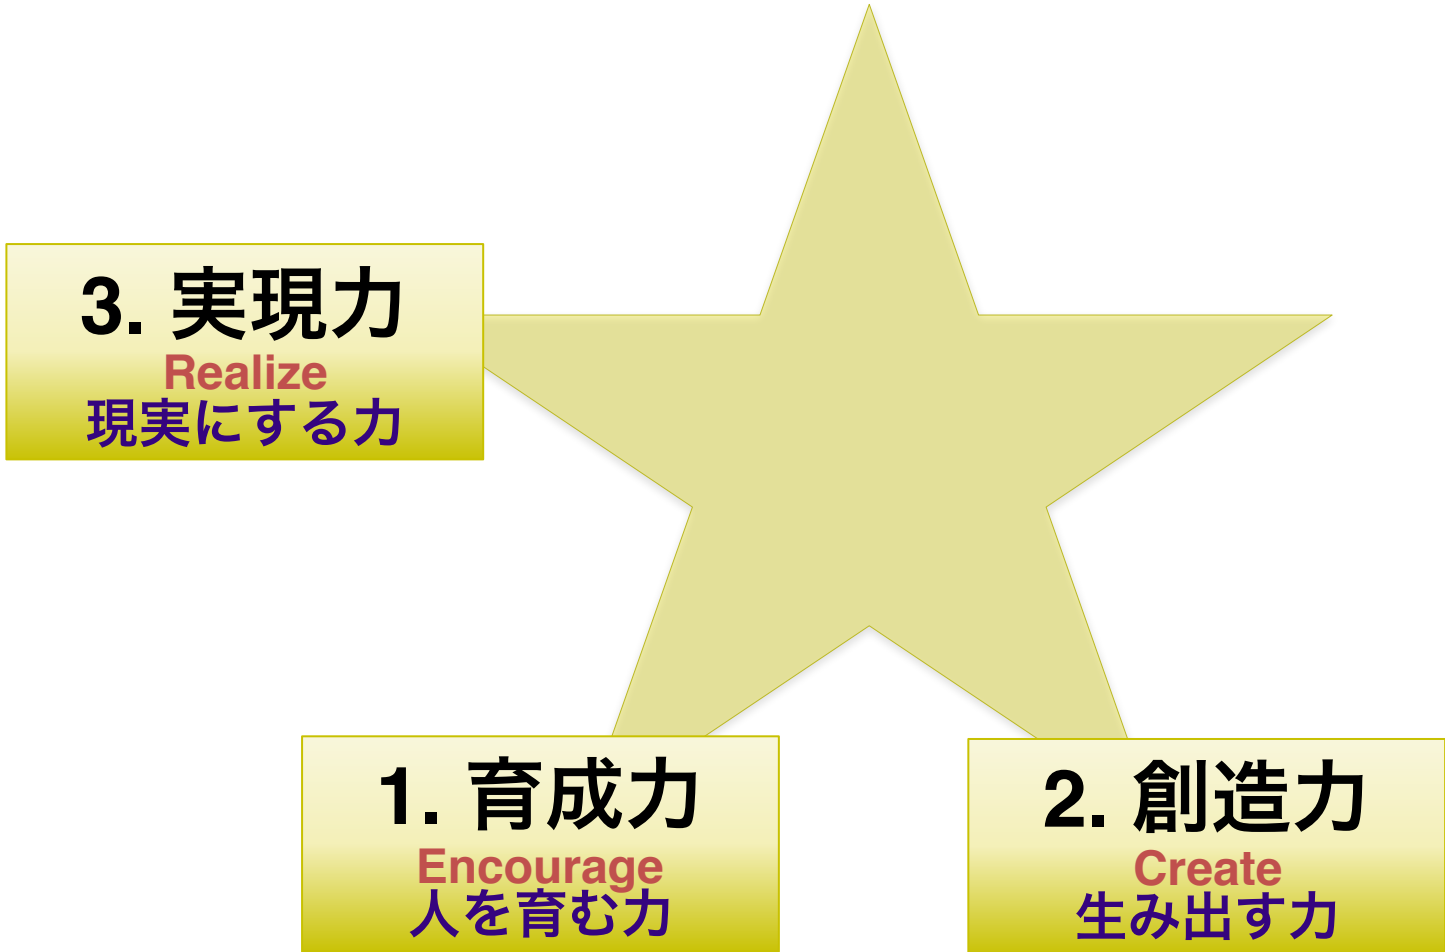 3. 実現力
Realize
現実にする力
1. 育成力
Encourage
人を育む力
2. 創造力
Create
生み出す力